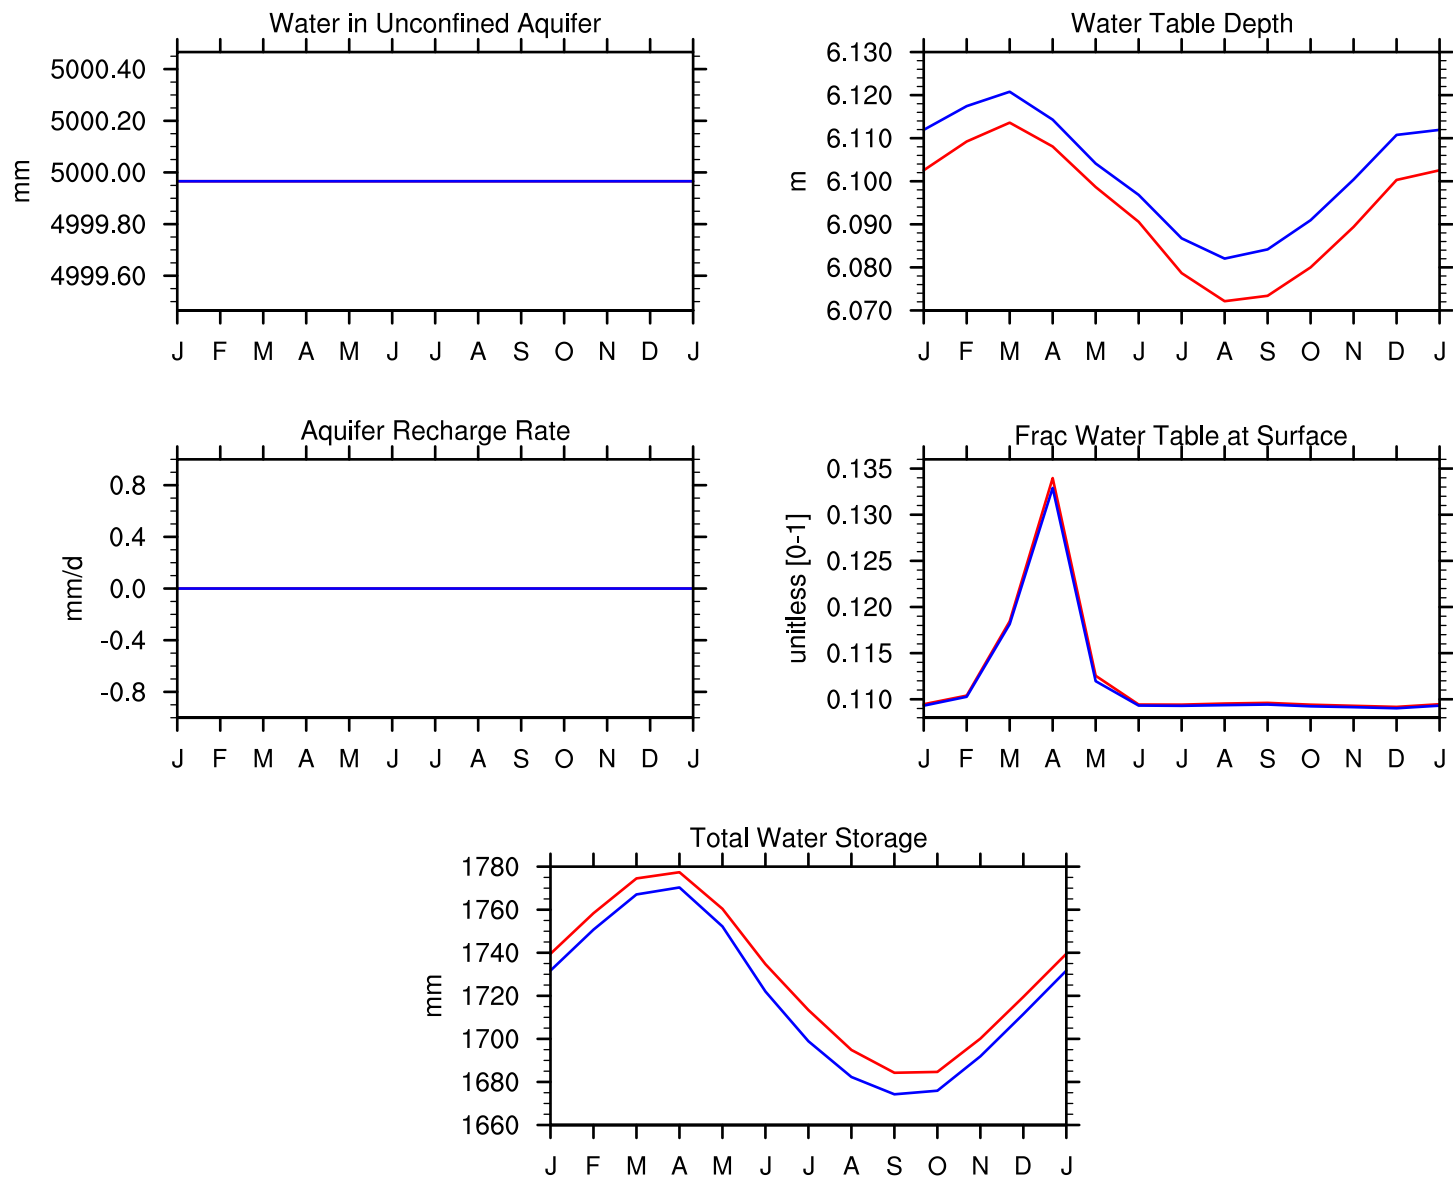 Water in Unconfined Aquifer
mm
5000.40
5000.20
5000.00
4999.80
4999.60
J F M A M J J A S O N D J
Water Table Depth
m
6.130
6.120
6.110
6.100
6.090
6.080
6.070
J F M A M J J A S O N D J
Aquifer Recharge Rate
mm/d
0.8
0.4
0.0
-0.4
-0.8
J F M A M J J A S O N D J
Frac Water Table at Surface
unitless [0-1]
0.135
0.130
0.125
0.120
0.115
0.110
J F M A M J J A S O N D J
Total Water Storage
mm
1780
1760
1740
1720
1700
1680
1660
J F M A M J J A S O N D J